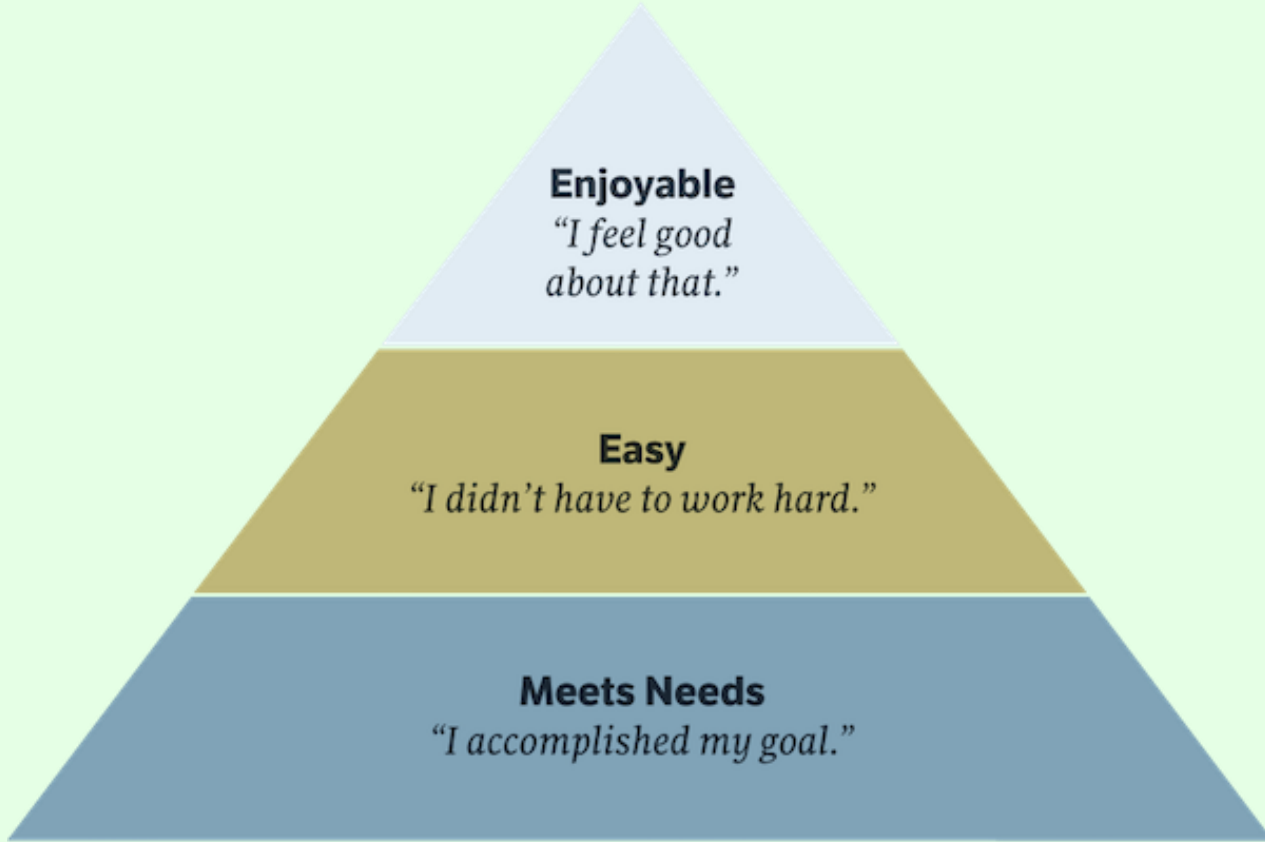 Enjoyable
“I feel good
about that.”
Easy
“I didn’t have to work hard.”
Meets Needs
“I accomplished my goal.”